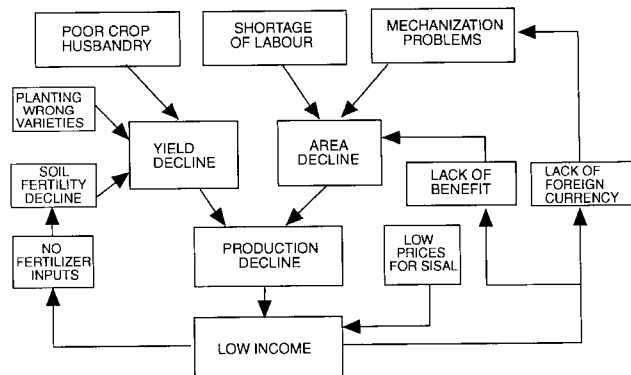 POOR CROP
HUSBANDRY
SHORTAGE
OF LABOUR
MECHANIZATION
PROBLEMS
PLANTING
WRONG
VARIETIES
YIELD
DECLINE
AREA
DECLINE
SOIL
FERTILITY
DECLINE
LACK OF
BENEFIT
LACK OF
FOREIGN
CURRENCY
NO
FERTILIZER
INPUTS
PRODUCTION
DECLINE
LOW
PRICES
FOR SISAL
LOW INCOME